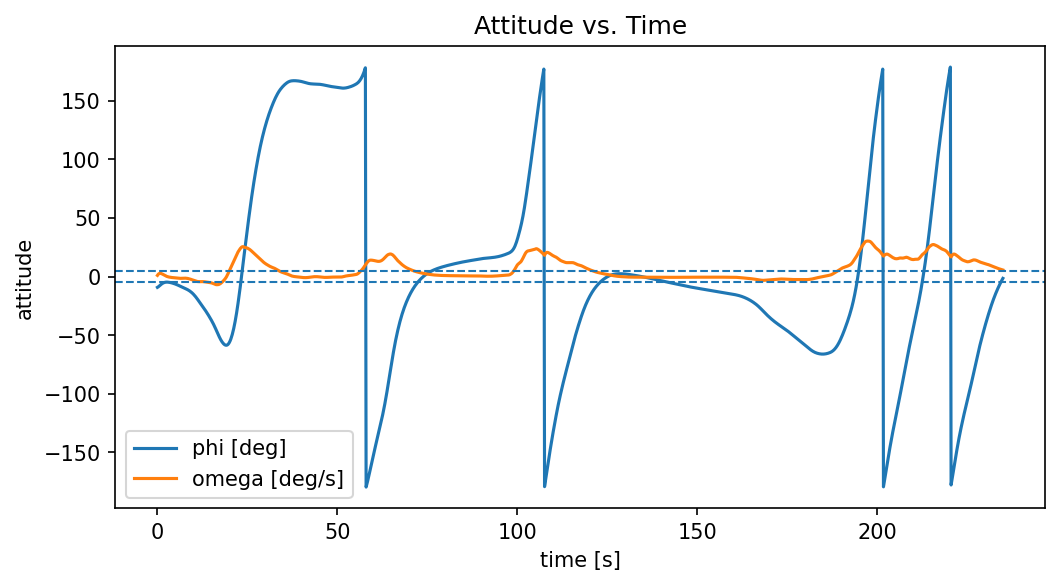 Attitude vs. Time
attitude
150
100
50
0
−50
−100
−150
phi [deg]
omega [deg/s]
0 50 100 150 200
time [s]